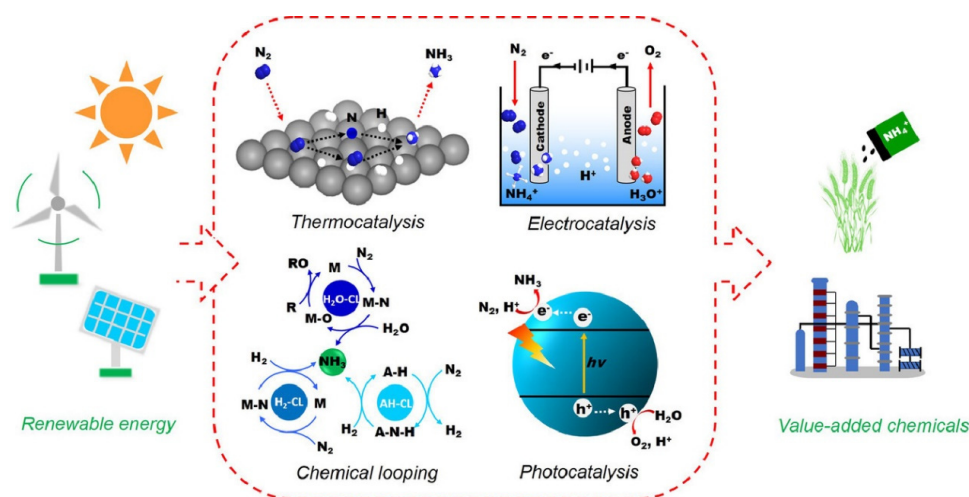 N₂
NH₃
N
H
Thermocatalysis
N₂
e⁻
e⁻
O₂
Cathode
Anode
H⁺
NH₄⁺
H₃O⁺
Electrocatalysis
NH₄⁺
RO
M
N₂
H₂O-CL
R
M-O
M-N
H₂O
NH₃
H₂
M-N
H₂-CL
M
N₂
A-H
N₂
AH-CL
H₂
A-N-H
H₂
Chemical looping
NH₃
N₂, H⁺
e⁻
e⁻
hv
h⁺
h⁺
H₂O
O₂, H⁺
Photocatalysis
Renewable energy
Value-added chemicals